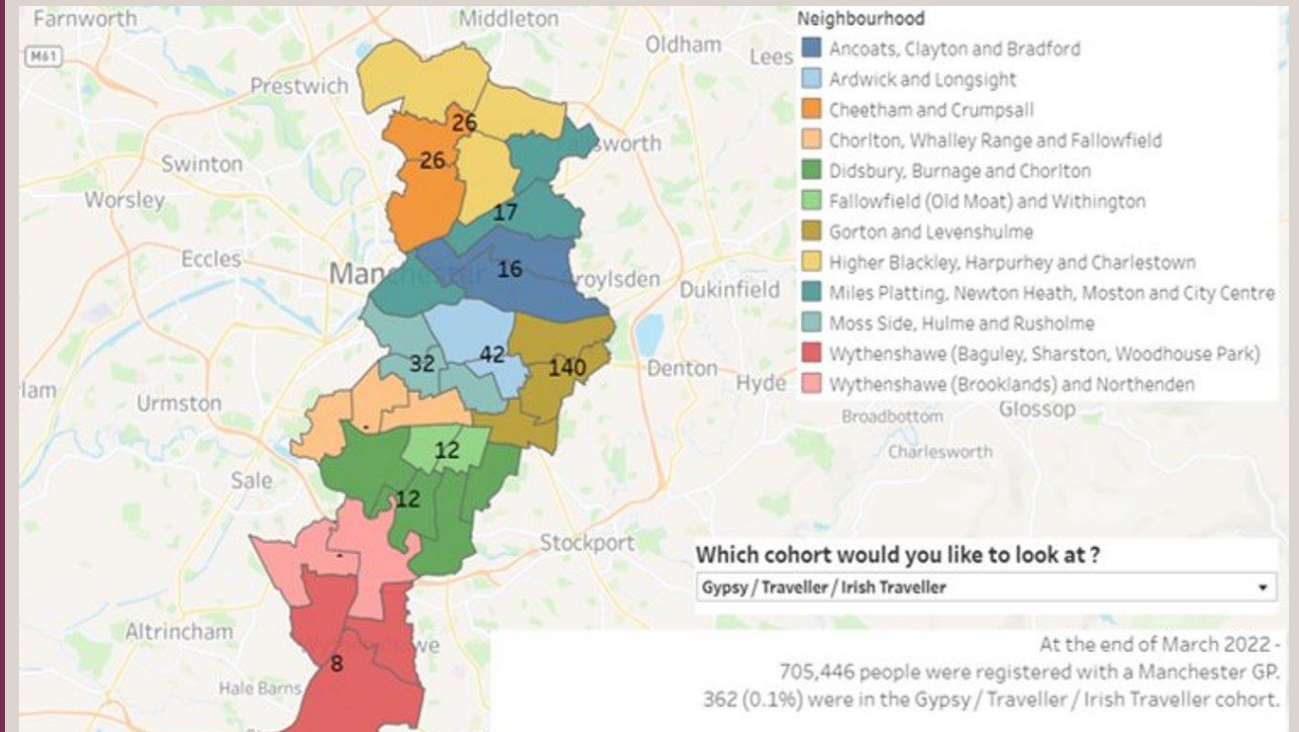 Farnworth
Middleton
Oldham
Lees
M61
Prestwich
26
sworth
Swinton
26
Worsley
17
Eccles
Manchester
16
roylsden
Dukinfield
32
42
140
Denton
Hyde
lam
Urmston
Broadbottom
Glossop
-
12
Charlesworth
Sale
12
Stockport
-
Altrincham
we
8
Hale Barns
Neighbourhood
Ancoats, Clayton and Bradford
Ardwick and Longsight
Cheetham and Crumpsall
Chorlton, Whalley Range and Fallowfield
Didsbury, Burnage and Chorlton
Fallowfield (Old Moat) and Withington
Gorton and Levenshulme
Higher Blackley, Harpurhey and Charlestown
Miles Platting, Newton Heath, Moston and City Centre
Moss Side, Hulme and Rusholme
Wythenshawe (Baguley, Sharston, Woodhouse Park)
Wythenshawe (Brooklands) and Northenden
Which cohort would you like to look at ?
Gypsy / Traveller / Irish Traveller
At the end of March 2022 -
705,446 people were registered with a Manchester GP.
362 (0.1%) were in the Gypsy / Traveller / Irish Traveller cohort.